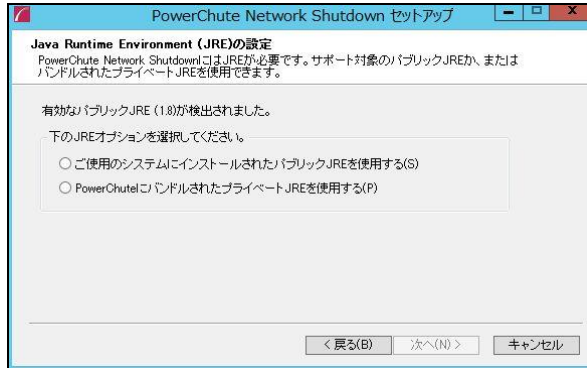 PowerChute Network Shutdown セットアップ
Java Runtime Environment (JRE)の設定
PowerChute Network ShutdownにはJREが必要です。サポート対象のパブリックJREか、または
バンドルされたプライベートJREを使用できます。
有効なパブリックJRE (1.8)が検出されました。
下のJREオプションを選択してください。
ご使用のシステムにインストールされたパブリックJREを使用する(S)
PowerChuteにバンドルされたプライベートJREを使用する(P)
< 戻る(B) 次へ(N) > キャンセル